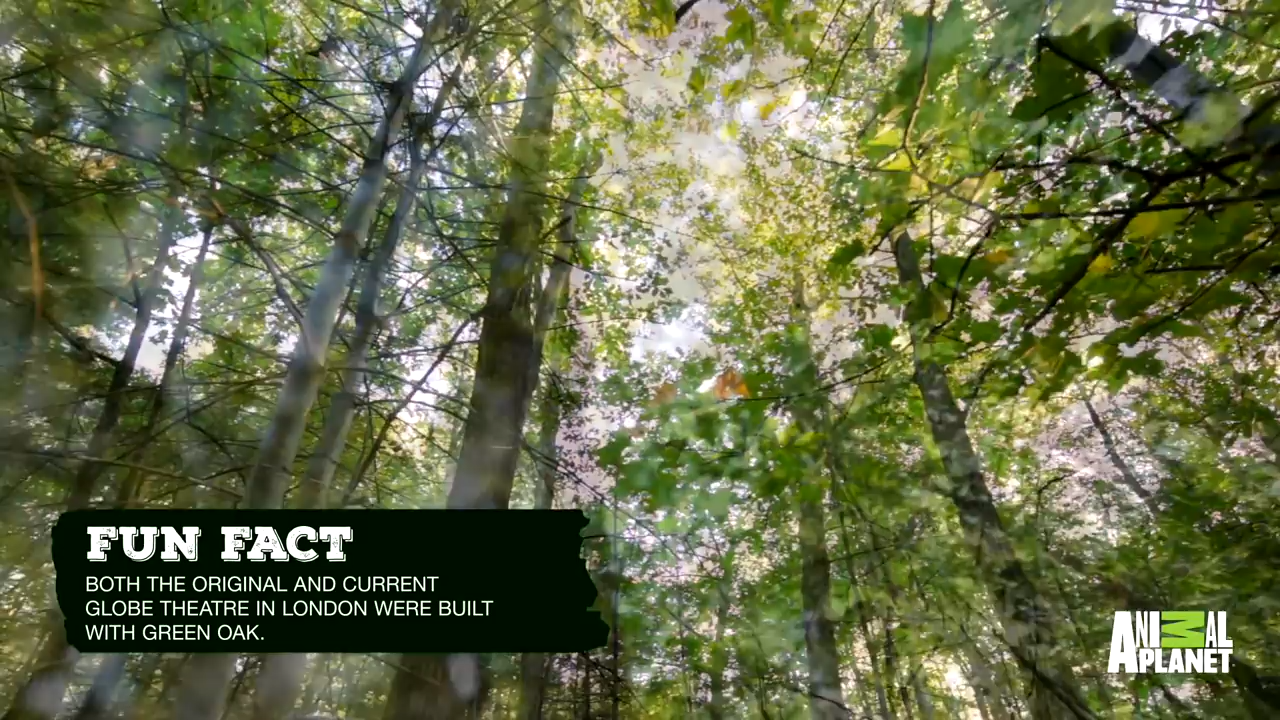 FUN FACT
BOTH THE ORIGINAL AND CURRENT
GLOBE THEATRE IN LONDON WERE BUILT
WITH GREEN OAK.
ANIMAL
PLANET